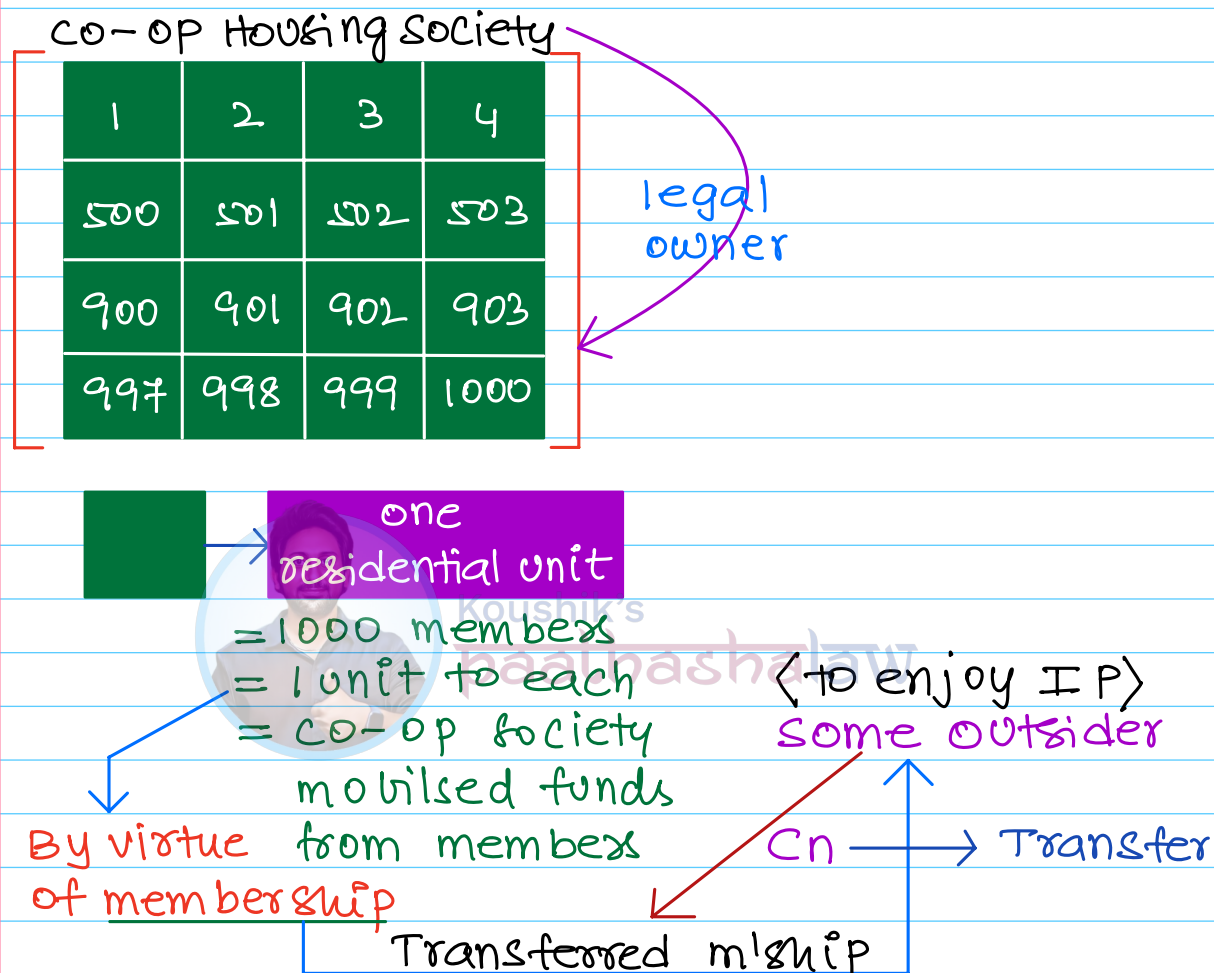 CO-OP Housing Society
1 2 3 4
500 501 502 503
900 901 902 903
997 998 999 1000
legal
owner
one
residential unit
Koushik's
paathashalaw
= 1000 members
= 1 unit to each
= CO-OP Society
mobilsed funds
from members
By virtue
of membership
<to enjoy IP>
some outsider
Cn → Transfer
Transferred m'ship